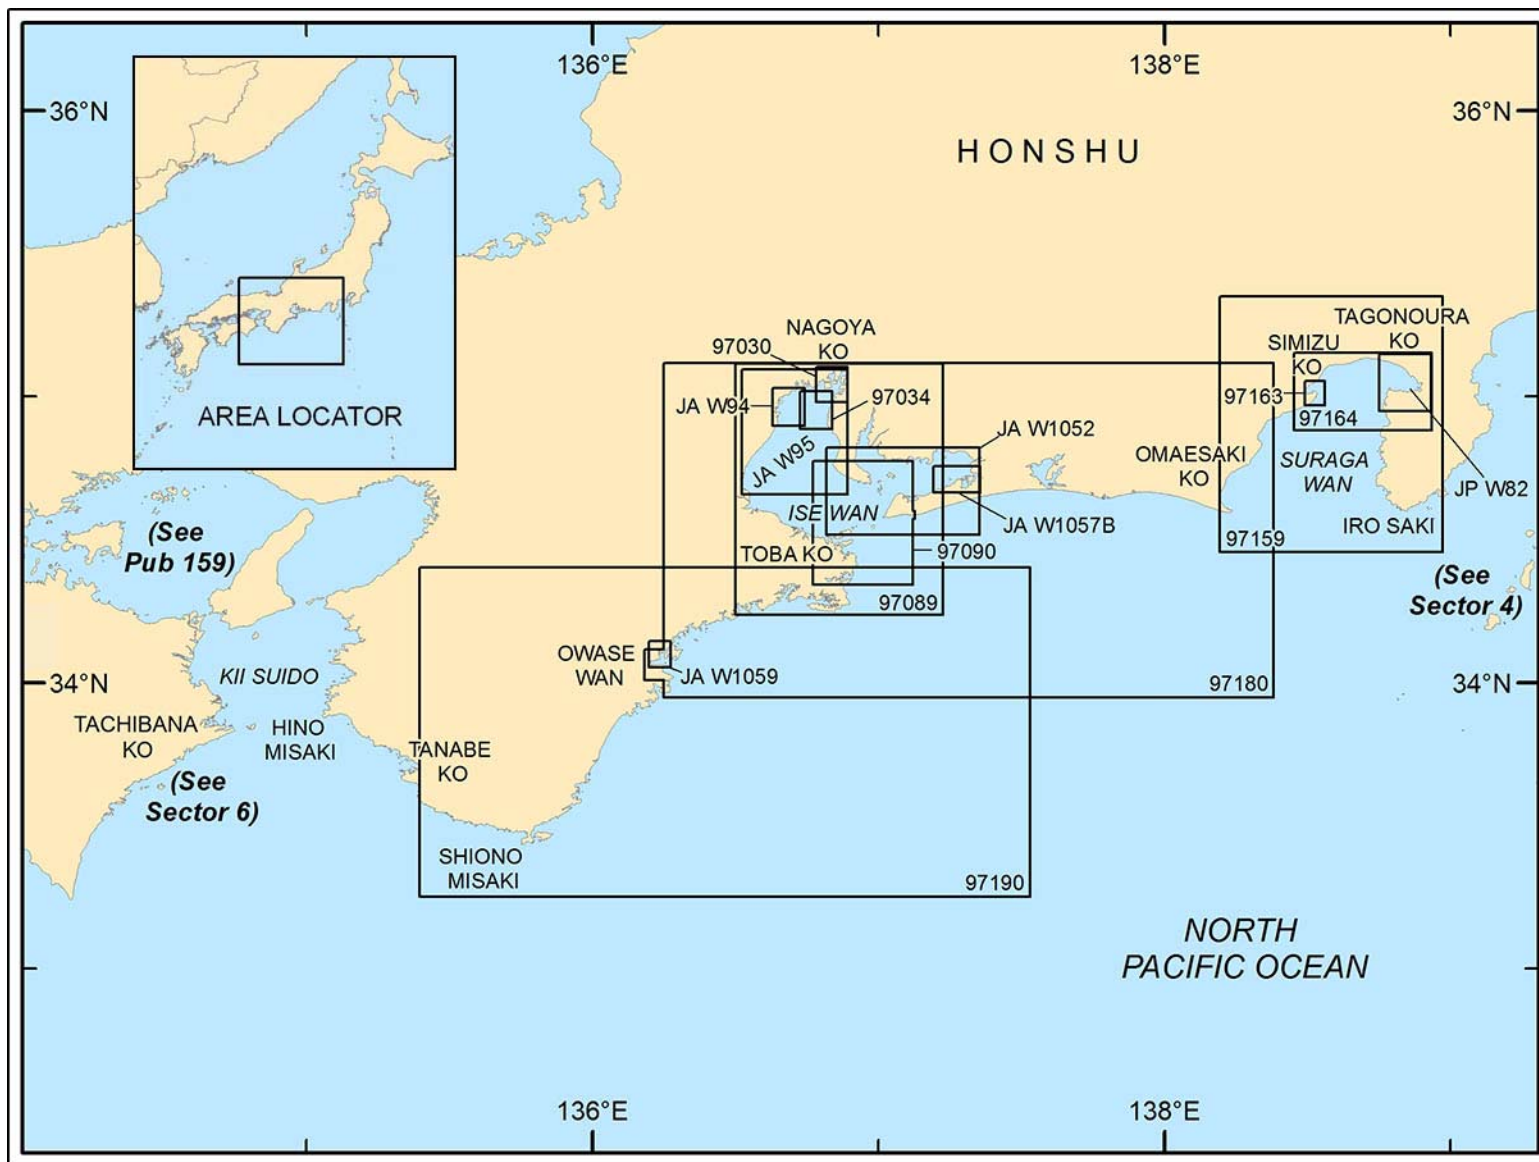 136°E
138°E
36°N
36°N
HONSHU
AREA LOCATOR
NAGOYA
KO
97030
TAGONOURA
KO
SIMIZU
KO
JA W94
97034
97163
97164
JA W95
JA W1052
OMAESAKI
KO
SURAGA
WAN
JP W82
ISE WAN
JA W1057B
IRO SAKI
(See
Pub 159)
TOBA KO
97090
97159
(See
Sector 4)
97089
OWASE
WAN
JA W1059
KII SUIDO
34°N
97180
34°N
TACHIBANA
KO
HINO
MISAKI
TANABE
KO
(See
Sector 6)
SHIONO
MISAKI
97190
NORTH
PACIFIC OCEAN
136°E
138°E